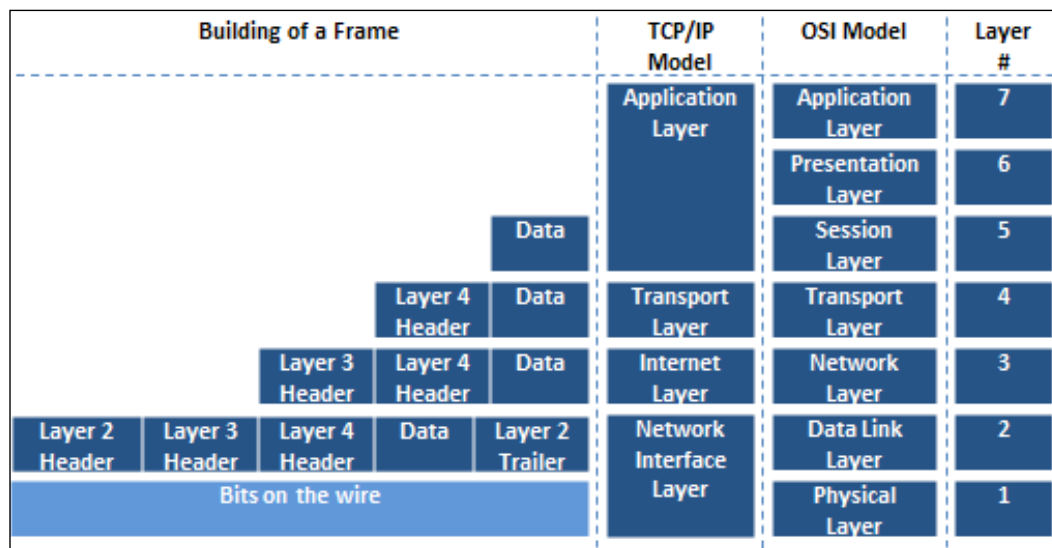 Building of a Frame
TCP/IP
Model
OSI Model
Layer
#
Application
Layer
Application
Layer
7
Presentation
Layer
6
Data
Session
Layer
5
Layer 4
Header
Data
Transport
Layer
Transport
Layer
4
Layer 3
Header
Layer 4
Header
Data
Internet
Layer
Network
Layer
3
Layer 2
Header
Layer 3
Header
Layer 4
Header
Data
Layer 2
Trailer
Network
Interface
Layer
Data Link
Layer
2
Bits on the wire
Physical
Layer
1